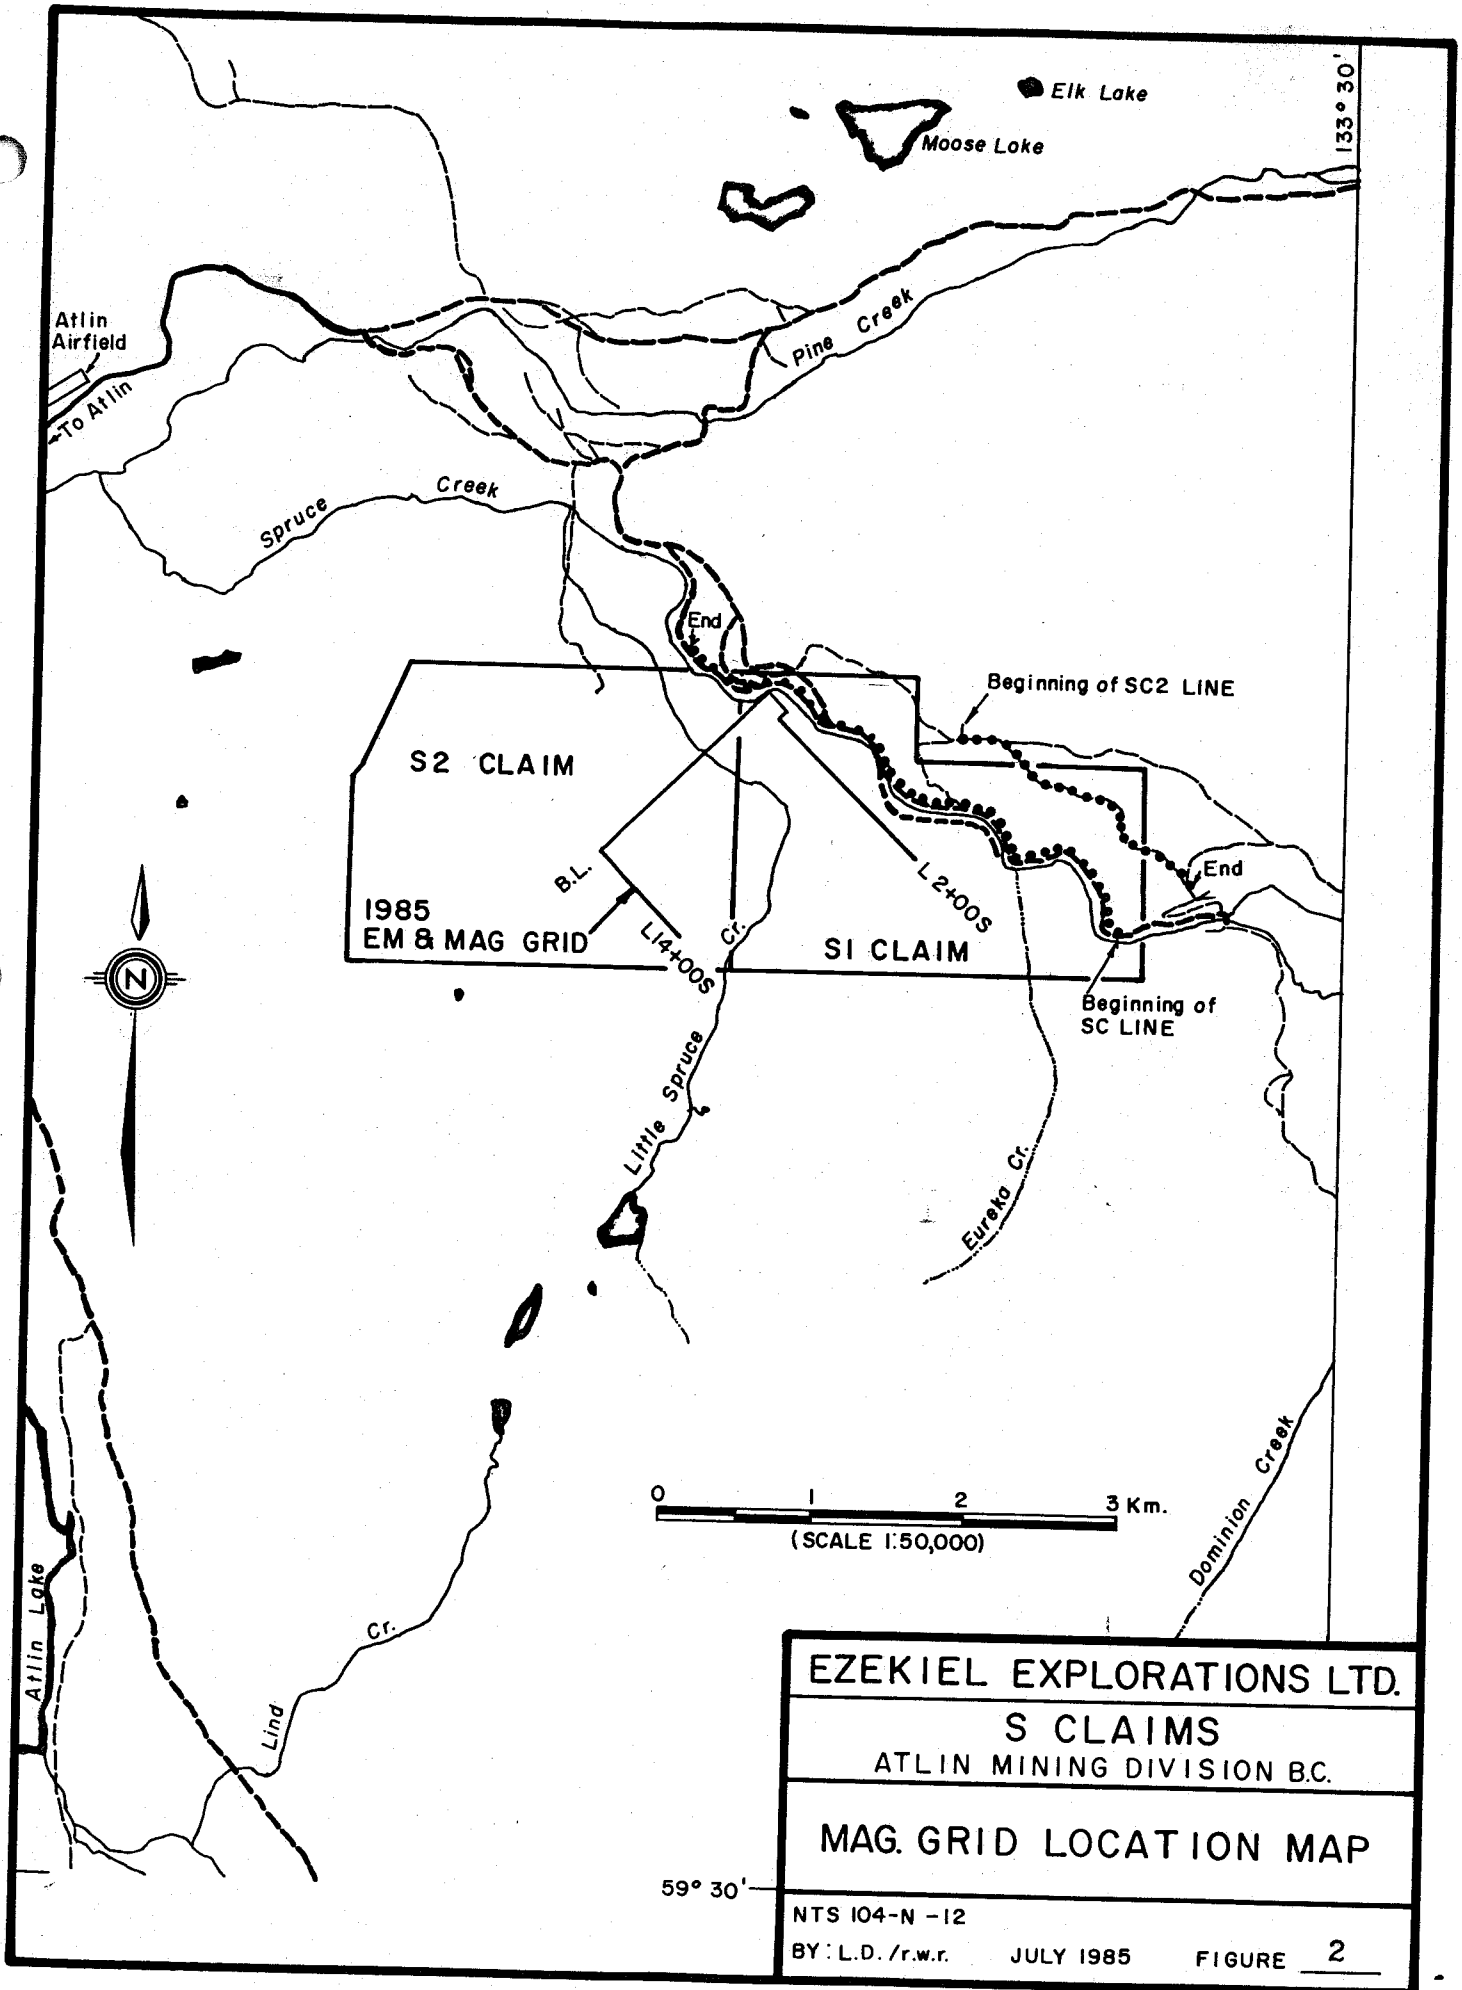 Elk Lake
Moose Lake
133° 30'
Atlin
Airfield
To Atlin
Pine Creek
Spruce Creek
End
Beginning of SC2 LINE
S2 CLAIM
End
B.L.
L 2+00S
1985
EM & MAG GRID
L14+00S
Cr.
S1 CLAIM
N
Beginning of
SC LINE
Little Spruce
Eureka Cr.
0 1 2 3 Km.
(SCALE 1:50,000)
Dominion Creek
Atlin Lake
Lind Cr.
EZEKIEL EXPLORATIONS LTD.
S CLAIMS
ATLIN MINING DIVISION B.C.
MAG. GRID LOCATION MAP
59° 30'
NTS 104-N-12
BY: L.D./r.w.r. JULY 1985 FIGURE 2